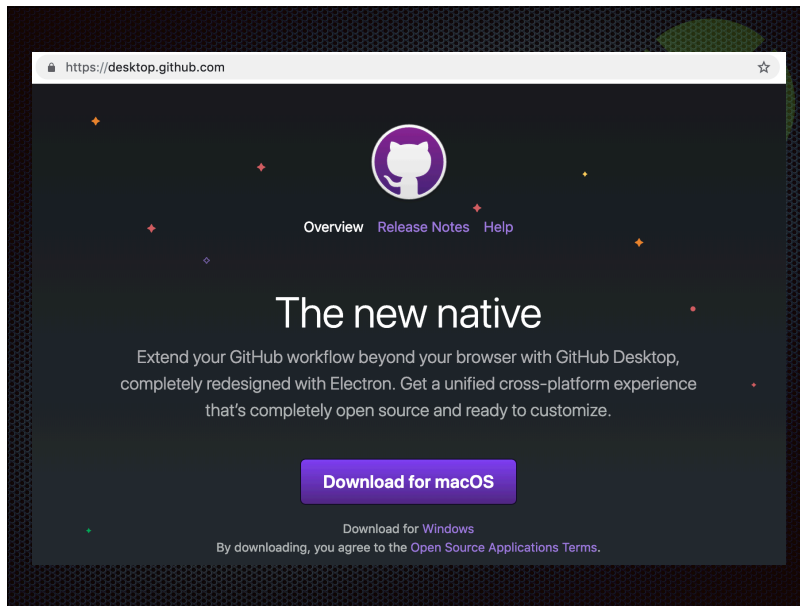 https://desktop.github.com
Overview Release Notes Help
The new native
Extend your GitHub workflow beyond your browser with GitHub Desktop,
completely redesigned with Electron. Get a unified cross-platform experience
that's completely open source and ready to customize.
Download for macOS
Download for Windows
By downloading, you agree to the Open Source Applications Terms.